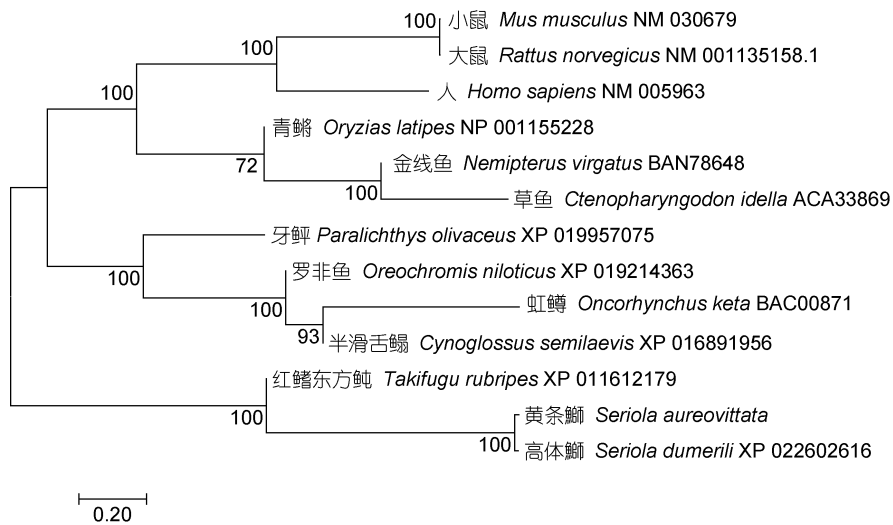 100
小鼠 Mus musculus NM 030679
大鼠 Rattus norvegicus NM 001135158.1
100
人 Homo sapiens NM 005963
100
青鳉 Oryzias latipes NP 001155228
72
金线鱼 Nemipterus virgatus BAN78648
100
草鱼 Ctenopharyngodon idella ACA33869
牙鲆 Paralichthys olivaceus XP 019957075
100
罗非鱼 Oreochromis niloticus XP 019214363
100
虹鳟 Oncorhynchus keta BAC00871
93
半滑舌鳎 Cynoglossus semilaevis XP 016891956
红鳍东方鲀 Takifugu rubripes XP 011612179
100
黄条鰤 Seriola aureovittata
100
高体鰤 Seriola dumerili XP 022602616
0.20